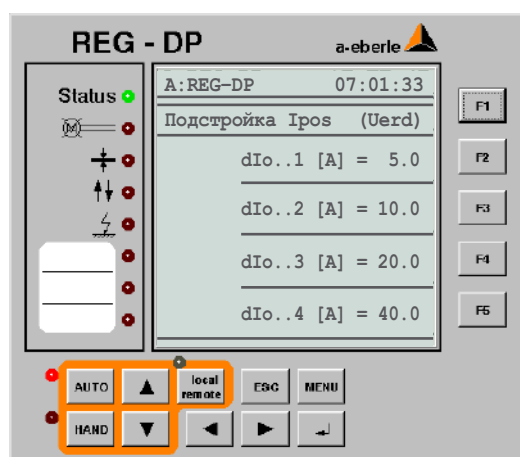 REG - DP
a-eberle
Status
A:REG-DP 07:01:33
Подстройка Ipos (Uerd)
dIo..1 [A] = 5.0
dIo..2 [A] = 10.0
dIo..3 [A] = 20.0
dIo..4 [A] = 40.0
F1
F2
F3
F4
F5
M
AUTO
local
remote
ESC
MENU
HAND